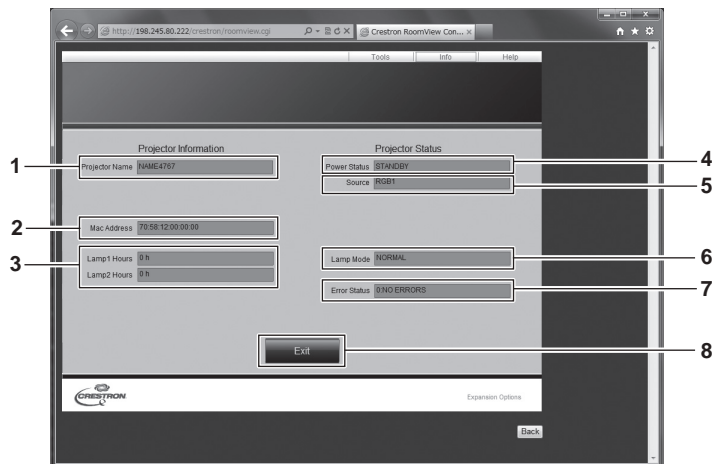 http://198.245.80.222/crestron/roomview.cgi
Crestron RoomView Con...
Tools Info Help
Projector Information
Projector Status
1
Projector Name NAME4767
Power Status STANDBY
4
Source RGB1
5
2
Mac Address 70:58:12:00:00:00
3
Lamp1 Hours 0 h
Lamp2 Hours 0 h
Lamp Mode NORMAL
6
Error Status 0:NO ERRORS
7
Exit
8
CRESTRON
Expansion Options
Back